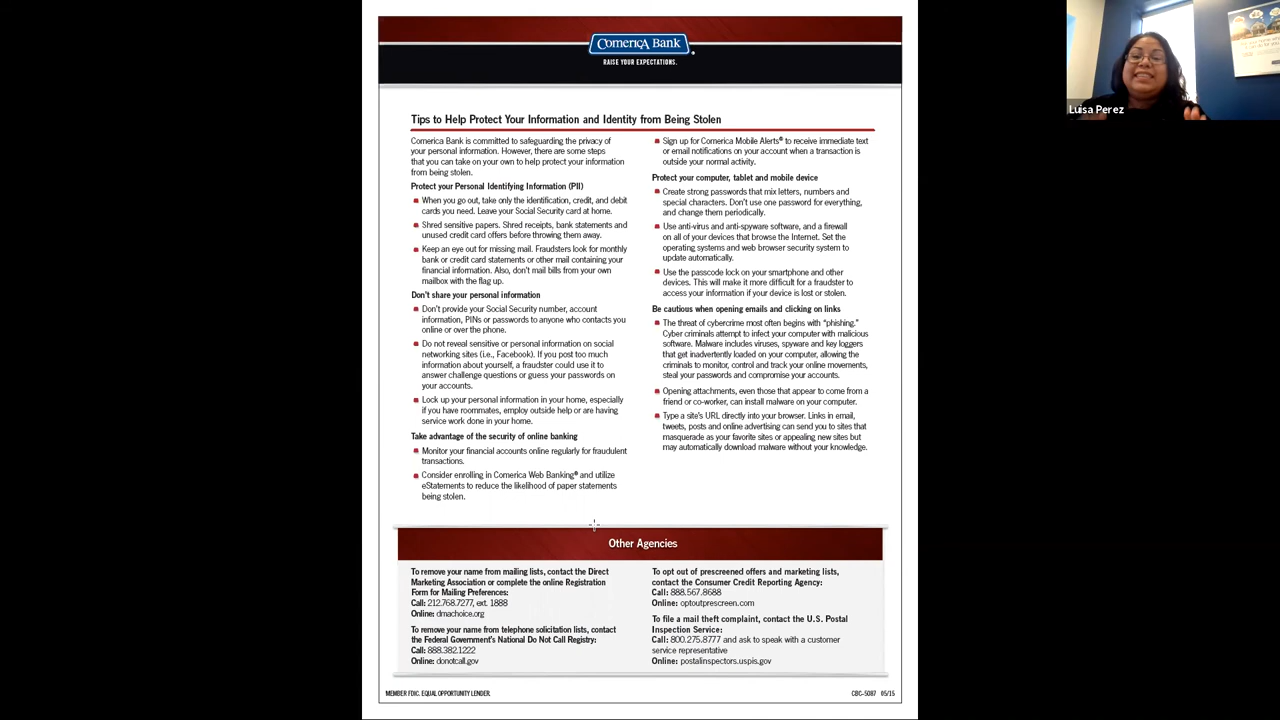 Comerica Bank
RAISE YOUR EXPECTATIONS.
Luisa Perez
Tips to Help Protect Your Information and Identity from Being Stolen
Comerica Bank is committed to safeguarding the privacy of
your personal information. However, there are some steps
that you can take on your own to help protect your information
from being stolen.
Protect your Personal Identifying Information (PII)
When you go out, take only the identification, credit, and debit
cards you need. Leave your Social Security card at home.
Shred sensitive papers. Shred receipts, bank statements and
unused credit card offers before throwing them away.
Keep an eye out for missing mail. Fraudsters look for monthly
bank or credit card statements or other mail containing your
financial information. Also, don't mail bills from your own
mailbox with the flag up.
Don't share your personal information
Don't provide your Social Security number, account
information, PINs or passwords to anyone who contacts you
online or over the phone.
Do not reveal sensitive or personal information on social
networking sites (i.e., Facebook). If you post too much
information about yourself, a fraudster could use it to
answer challenge questions or guess your passwords on
your accounts.
Lock up your personal information in your home, especially
if you have roommates, employ outside help or are having
service work done in your home.
Take advantage of the security of online banking
Monitor your financial accounts online regularly for fraudulent
transactions.
Consider enrolling in Comerica Web Banking® and utilize
eStatements to reduce the likelihood of paper statements
being stolen.
Sign up for Comerica Mobile Alerts® to receive immediate text
or email notifications on your account when a transaction is
outside your normal activity.
Protect your computer, tablet and mobile device
Create strong passwords that mix letters, numbers and
special characters. Don't use one password for everything,
and change them periodically.
Use anti-virus and anti-spyware software, and a firewall
on all of your devices that browse the Internet. Set the
operating systems and web browser security system to
update automatically.
Use the passcode lock on your smartphone and other
devices. This will make it more difficult for a fraudster to
access your information if your device is lost or stolen.
Be cautious when opening emails and clicking on links
The threat of cybercrime most often begins with "phishing."
Cyber criminals attempt to infect your computer with malicious
software. Malware includes viruses, spyware and key loggers
that get inadvertently loaded on your computer, allowing the
criminals to monitor, control and track your online movements,
steal your passwords and compromise your accounts.
Opening attachments, even those that appear to come from a
friend or co-worker, can install malware on your computer.
Type a site's URL directly into your browser. Links in email,
tweets, posts and online advertising can send you to sites that
masquerade as your favorite sites or appealing new sites but
may automatically download malware without your knowledge.
Other Agencies
To remove your name from mailing lists, contact the Direct
Marketing Association or complete the online Registration
Form for Mailing Preferences:
Call: 212.768.7277, ext. 1888
Online: dmachoice.org
To remove your name from telephone solicitation lists, contact
the Federal Government's National Do Not Call Registry:
Call: 888.382.1222
Online: donotcall.gov
To opt out of prescreened offers and marketing lists,
contact the Consumer Credit Reporting Agency:
Call: 888.567.8688
Online: optoutprescreen.com
To file a mail theft complaint, contact the U.S. Postal
Inspection Service:
Call: 800.275.8777 and ask to speak with a customer
service representative
Online: postalinspectors.uspis.gov
MEMBER FDIC. EQUAL OPPORTUNITY LENDER.
CBC-5087 05/15